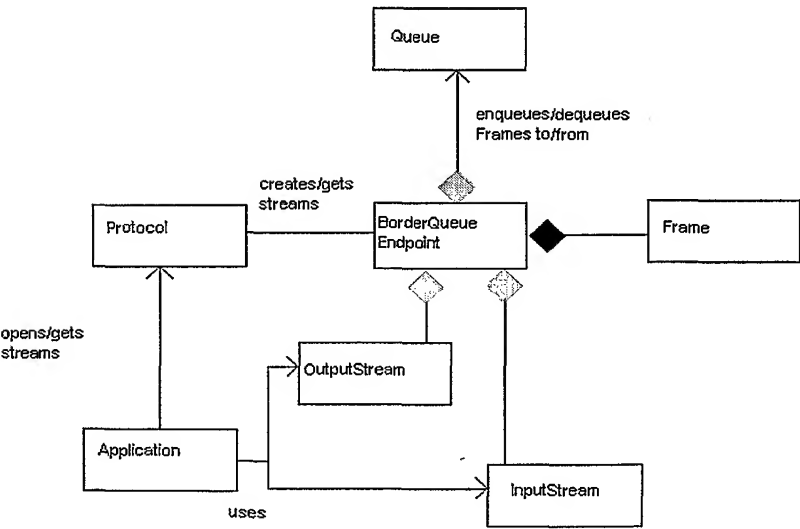 Queue
enqueues/dequeues
Frames to/from
creates/gets
streams
Protocol
BorderQueue
Endpoint
Frame
opens/gets
streams
OutputStream
Application
InputStream
uses